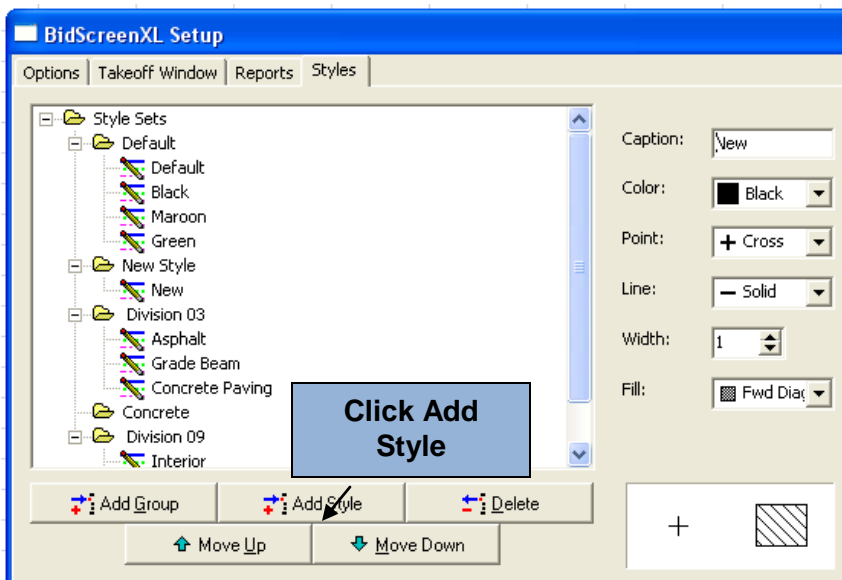 BidScreenXL Setup
Options Takeoff Window Reports Styles
Style Sets
Default
Default
Black
Maroon
Green
New Style
New
Division 03
Asphalt
Grade Beam
Concrete Paving
Concrete
Division 09
Interior
Caption: New
Color: Black
Point: Cross
Line: Solid
Width: 1
Fill: Fwd Diag
Click Add
Style
Add Group Add Style Delete
Move Up Move Down